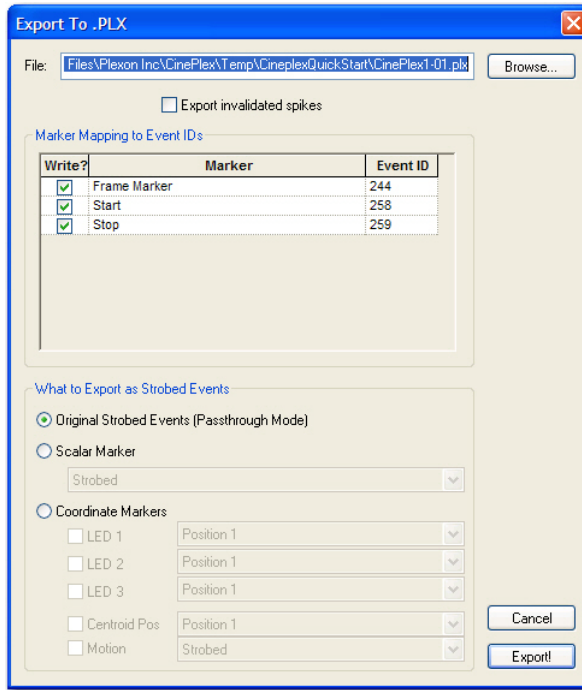 Export To .PLX
File: Files\Plexon Inc\CinePlex\Temp\CineplexQuickStart\CinePlex1-01.plx Browse...
Export invalidated spikes
Marker Mapping to Event IDs
Write? Marker Event ID
Frame Marker 244
Start 258
Stop 259
What to Export as Strobed Events
Original Strobed Events (Passthrough Mode)
Scalar Marker
Strobed
Coordinate Markers
LED 1 Position 1
LED 2 Position 1
LED 3 Position 1
Centroid Pos Position 1
Motion Strobed
Cancel
Export!